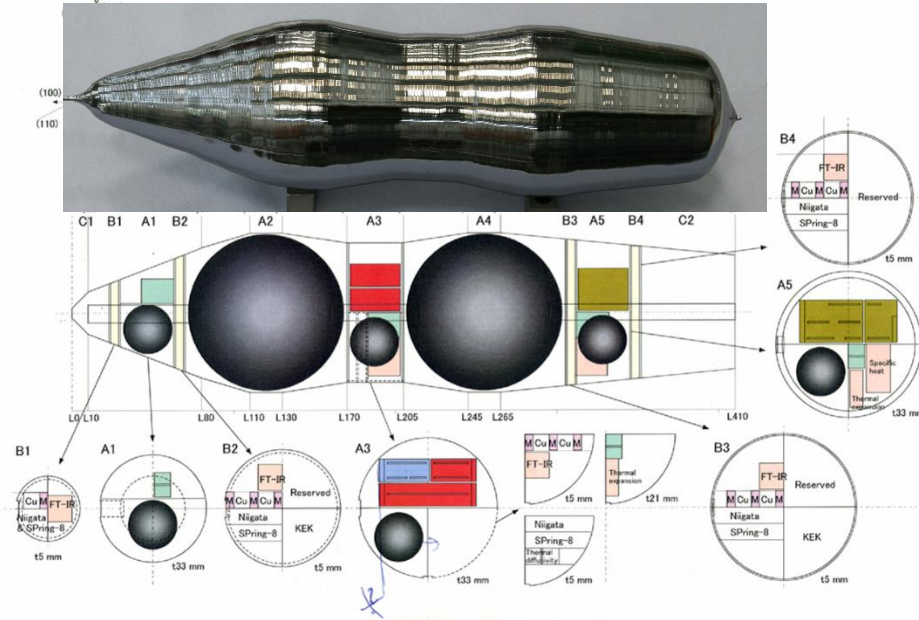 (100)
(110)
C1 B1 A1 B2 A2 A3 A4 B3 A5 B4 C2
L0 L10 L80 L110 L130 L170 L205 L245 L265 L410
B4
FT-IR
M Cu M Cu M
Niigata
SPring-8
Reserved
t5 mm
A5
Specific
heat
Thermal
expansion
t33 mm
B1
Cu M FT-IR
Niigata
& SPring-8
t5 mm
A1
t33 mm
B2
FT-IR
M Cu M Cu M
Niigata
SPring-8
Reserved
KEK
t5 mm
A3
t33 mm
M Cu M Cu M
FT-IR
t5 mm
Thermal
expansion
t21 mm
Niigata
SPring-8
Thermal
diffusivity
t5 mm
B3
FT-IR
M Cu M Cu M
Niigata
SPring-8
Reserved
KEK
t5 mm